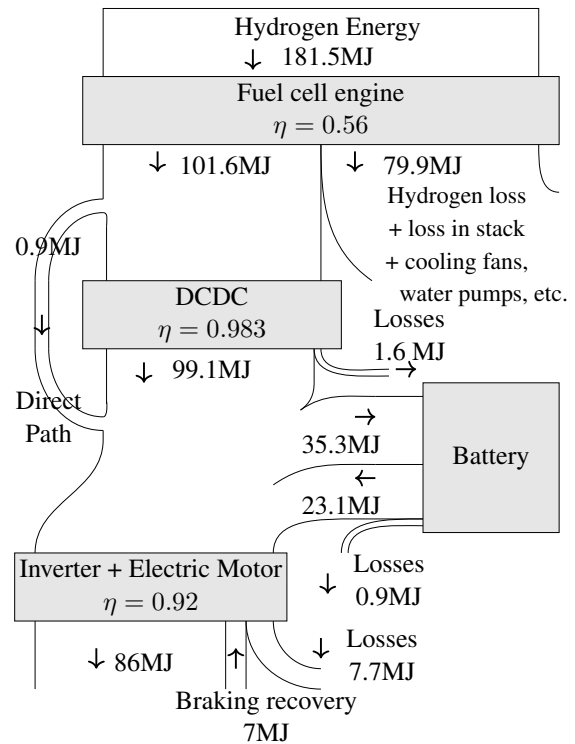 Hydrogen Energy
↓ 181.5MJ
Fuel cell engine
η = 0.56
↓ 101.6MJ
↓ 79.9MJ
Hydrogen loss
+ loss in stack
+ cooling fans,
water pumps, etc.
0.9MJ
↓
Direct
Path
DCDC
η = 0.983
Losses
1.6 MJ →
↓ 99.1MJ
→
35.3MJ
←
23.1MJ
Battery
Losses
↓ 0.9MJ
Inverter + Electric Motor
η = 0.92
↓ 86MJ
↑
Braking recovery
7MJ
↓ Losses
7.7MJ